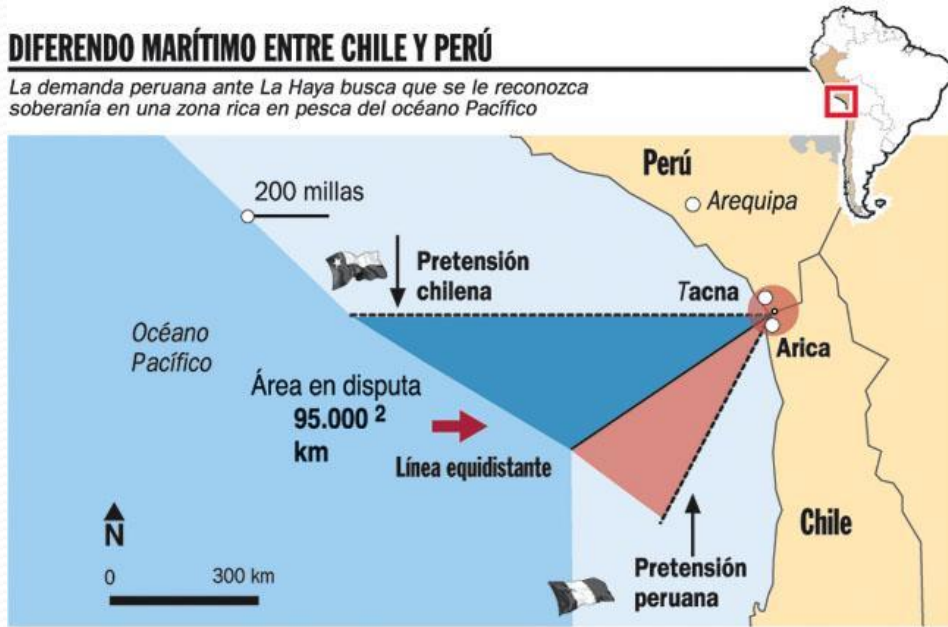 DIFERENDO MARÍTIMO ENTRE CHILE Y PERÚ
La demanda peruana ante La Haya busca que se le reconozca
soberanía en una zona rica en pesca del océano Pacífico
200 millas
Perú
Arequipa
Pretensión
chilena
Tacna
Arica
Océano
Pacífico
Área en disputa
95.000 2
km
Línea equidistante
N
0 300 km
Chile
Pretensión
peruana